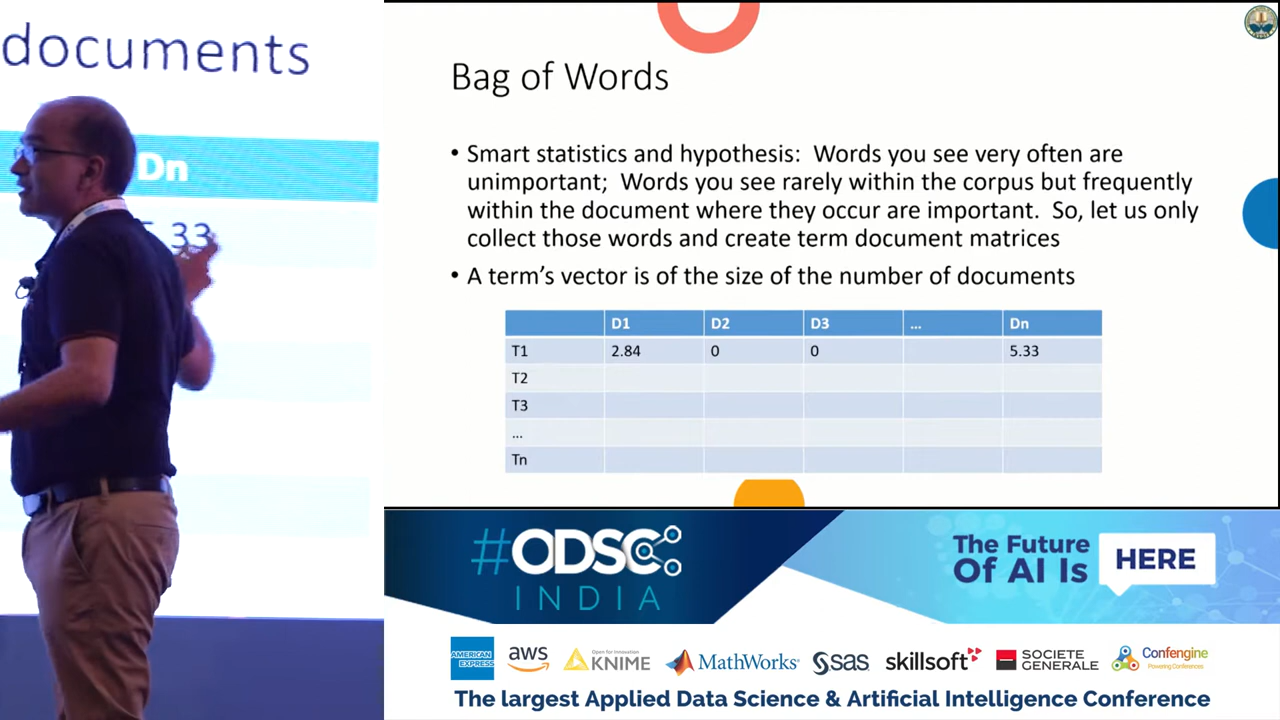 documents
Dn
5.33
Bag of Words
• Smart statistics and hypothesis: Words you see very often are
unimportant; Words you see rarely within the corpus but frequently
within the document where they occur are important. So, let us only
collect those words and create term document matrices
• A term's vector is of the size of the number of documents
D1 D2 D3 ... Dn
T1 2.84 0 0 5.33
T2
T3
...
Tn
#ODSC
INDIA
The Future
Of AI Is
HERE
AMERICAN
EXPRESS
aws
Open for Innovation
KNIME
MathWorks®
sas
skillsoft
SOCIETE
GENERALE
Confengine
Powering Conferences
The largest Applied Data Science & Artificial Intelligence Conference